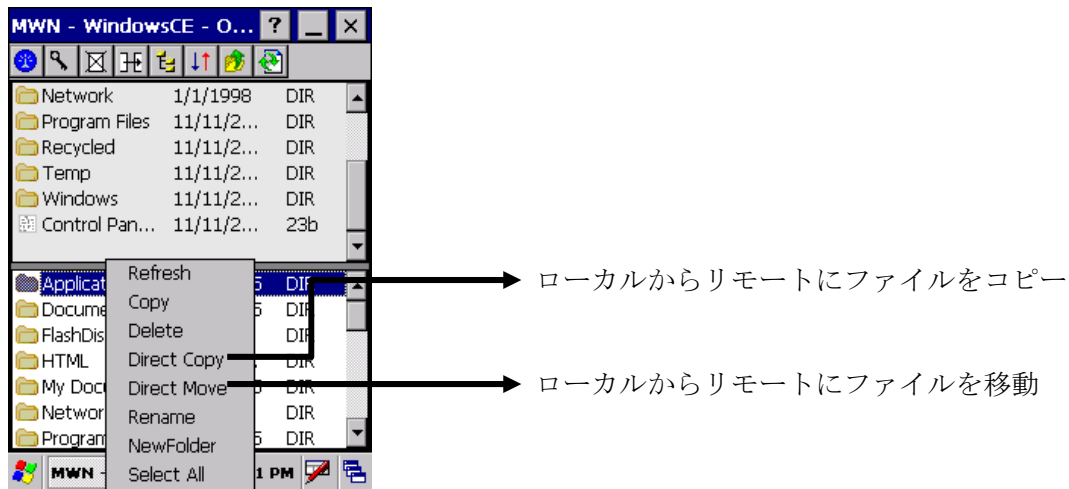 MWN - WindowsCE - O... ? _ ×
Network 1/1/1998 DIR
Program Files 11/11/2... DIR
Recycled 11/11/2... DIR
Temp 11/11/2... DIR
Windows 11/11/2... DIR
Control Pan... 11/11/2... 23b
Applicat 5 DIR
Docume 5 DIR
FlashDis DIR
HTML DIR
My Doc DIR
Networ DIR
Program 5 DIR
Refresh
Copy
Delete
Direct Copy
Direct Move
Rename
NewFolder
Select All
ローカルからリモートにファイルをコピー
ローカルからリモートにファイルを移動
MWN - 1 PM